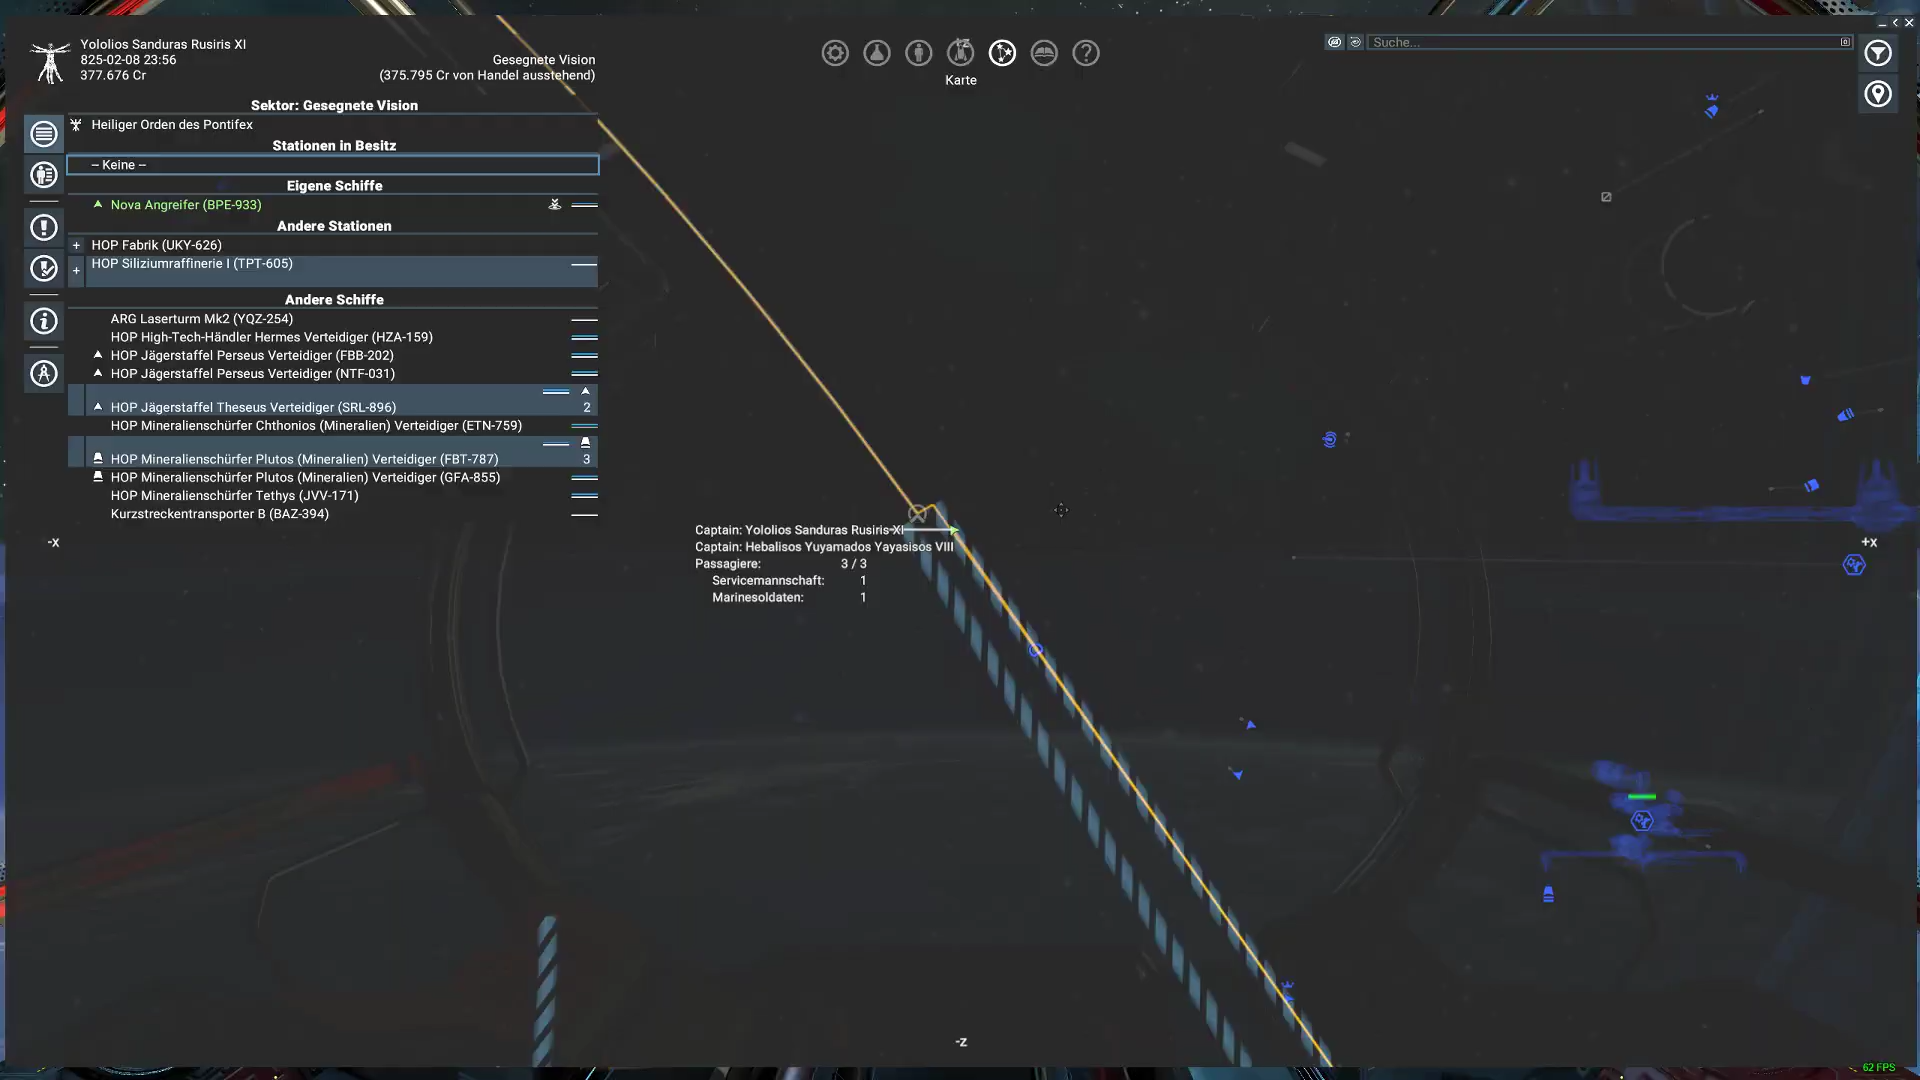 Yololios Sanduras Rusiris XI
825-02-08 23:56
377.676 Cr
Gesegnete Vision
(375.795 Cr von Handel ausstehend)
Karte
Suche...
Sektor: Gesegnete Vision
Heiliger Orden des Pontifex
Stationen in Besitz
-- Keine --
Eigene Schiffe
Nova Angreifer (BPE-933)
Andere Stationen
+ HOP Fabrik (UKY-626)
+ HOP Siliziumraffinerie I (TPT-605)
Andere Schiffe
ARG Laserturm Mk2 (YQZ-254)
HOP High-Tech-Händler Hermes Verteidiger (HZA-159)
HOP Jägerstaffel Perseus Verteidiger (FBB-202)
HOP Jägerstaffel Perseus Verteidiger (NTF-031)
HOP Jägerstaffel Theseus Verteidiger (SRL-896) 2
HOP Mineralienschürfer Chthonios (Mineralien) Verteidiger (ETN-759)
HOP Mineralienschürfer Plutos (Mineralien) Verteidiger (FBT-787) 3
HOP Mineralienschürfer Plutos (Mineralien) Verteidiger (GFA-855)
HOP Mineralienschürfer Tethys (JVV-171)
Kurzstreckentransporter B (BAZ-394)
Captain: Yololios Sanduras Rusiris XI
Captain: Hebalisos Yuyamados Yayasisos VIII
Passagiere: 3 / 3
Servicemannschaft: 1
Marinesoldaten: 1
-X
+X
-Z
62 FPS